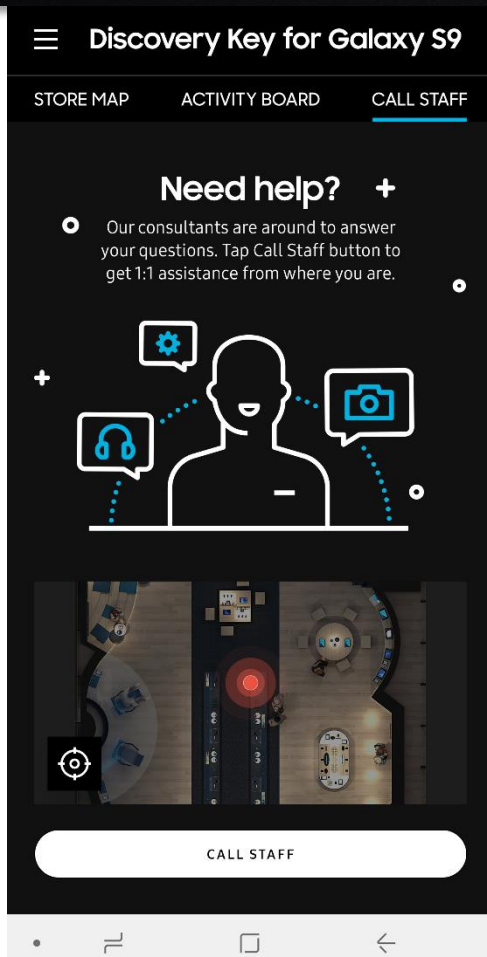 Discovery Key for Galaxy S9
STORE MAP
ACTIVITY BOARD
CALL STAFF
Need help?
Our consultants are around to answer
your questions. Tap Call Staff button to
get 1:1 assistance from where you are.
CALL STAFF